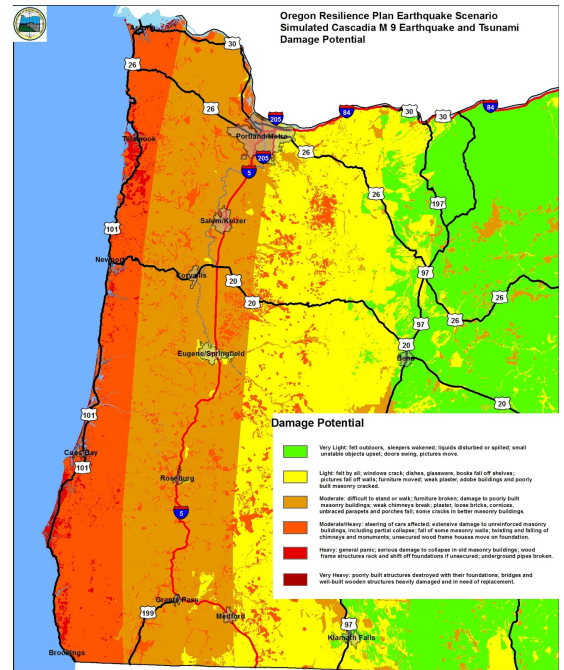 Oregon Resilience Plan Earthquake Scenario
Simulated Cascadia M 9 Earthquake and Tsunami
Damage Potential
30
26
26
205
84
30
30
84
Portland/Metro
Tillamook
26
205
5
26
197
Salem/Keizer
101
Newport
97
Corvallis
20
26
20
26
97
20
Eugene/Springfield
Bend
20
101
Coos Bay
101
Roseburg
5
Grants Pass
199
Medford
97
Klamath Falls
Brookings
Damage Potential
Very Light: felt outdoors, sleepers wakened; liquids disturbed or spilled; small
unstable objects upset; doors swing, pictures move.
Light: felt by all; windows crack; dishes, glassware, books fall off shelves;
pictures fall off walls; furniture moved; weak plaster, adobe buildings and poorly
built masonry cracked.
Moderate: difficult to stand or walk; furniture broken; damage to poorly built
masonry buildings; weak chimneys break; plaster, loose bricks, cornices,
unbraced parapets and porches fall; some cracks in better masonry buildings.
Moderate/Heavy: steering of cars affected; extensive damage to unreinforced masonry
buildings, including partial collapse; fall of some masonry walls; twisting and falling of
chimneys and monuments; unsecured wood frame houses move on foundation.
Heavy: general panic; serious damage to collapse in old masonry buildings; wood
frame structures rack and shift off foundations if unsecured; underground pipes broken.
Very Heavy: poorly built structures destroyed with their foundations; bridges and
well-built wooden structures heavily damaged and in need of replacement.